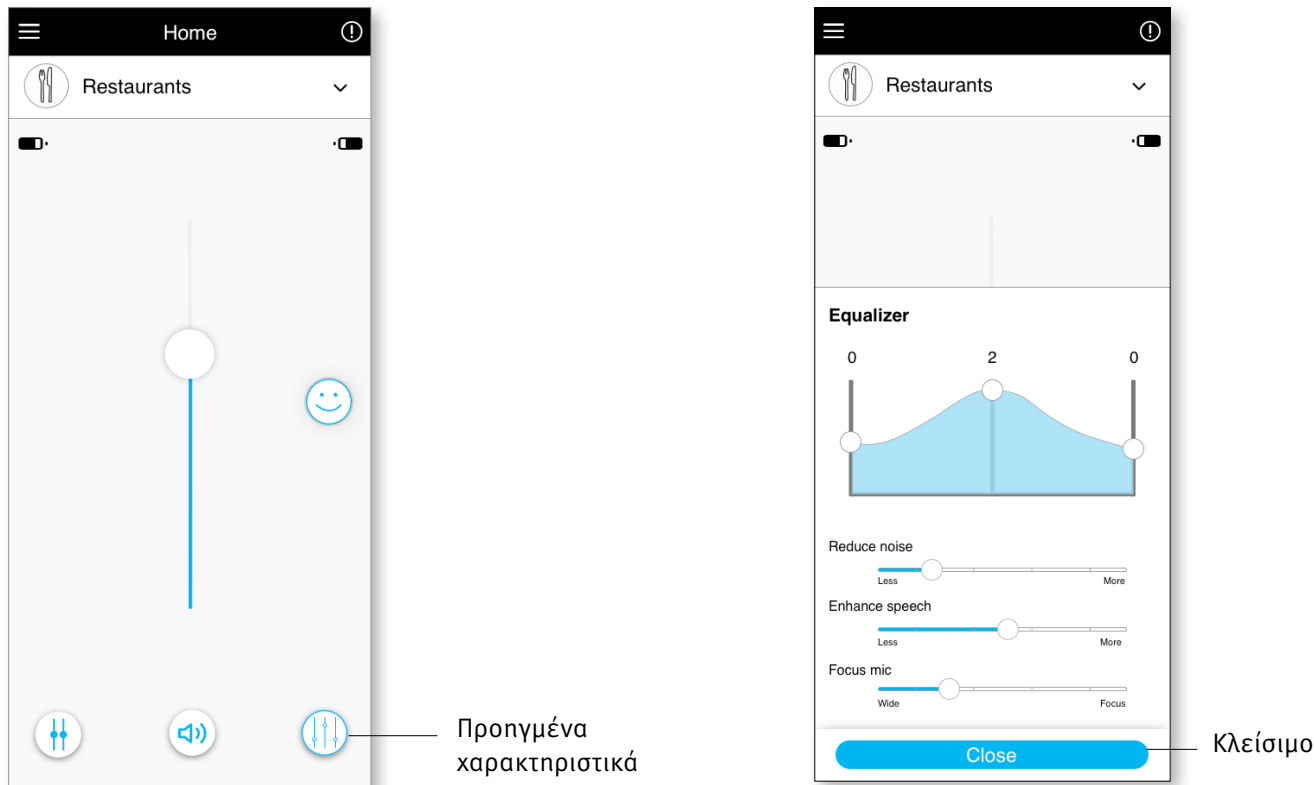 Home
Restaurants
Προηγμένα
χαρακτηριστικά
Restaurants
Equalizer
0 2 0
Reduce noise
Less More
Enhance speech
Less More
Focus mic
Wide Focus
Close
Κλείσιμο